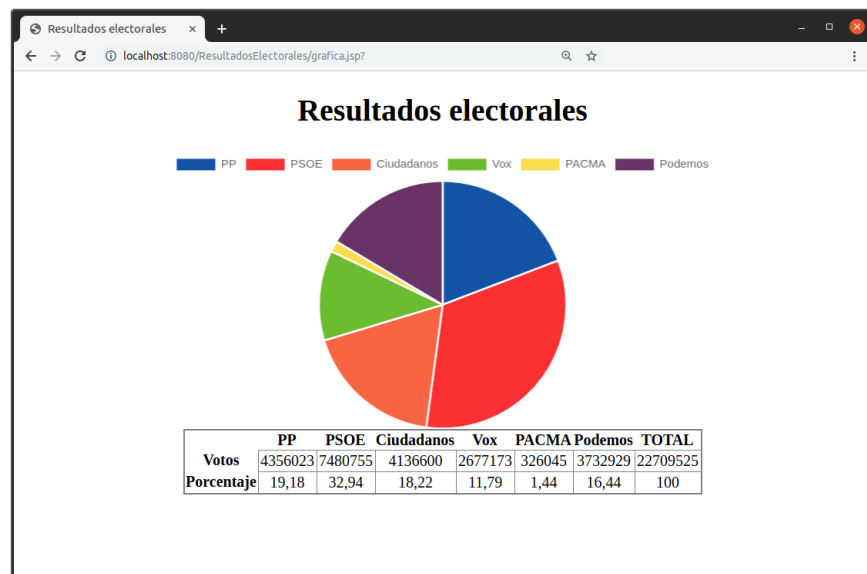 Resultados electorales
localhost:8080/ResultadosElectorales/grafica.jsp?
Resultados electorales
PP PSOE Ciudadanos Vox PACMA Podemos
PP PSOE Ciudadanos Vox PACMA Podemos TOTAL
Votos 4356023 7480755 4136600 2677173 326045 3732929 22709525
Porcentaje 19,18 32,94 18,22 11,79 1,44 16,44 100